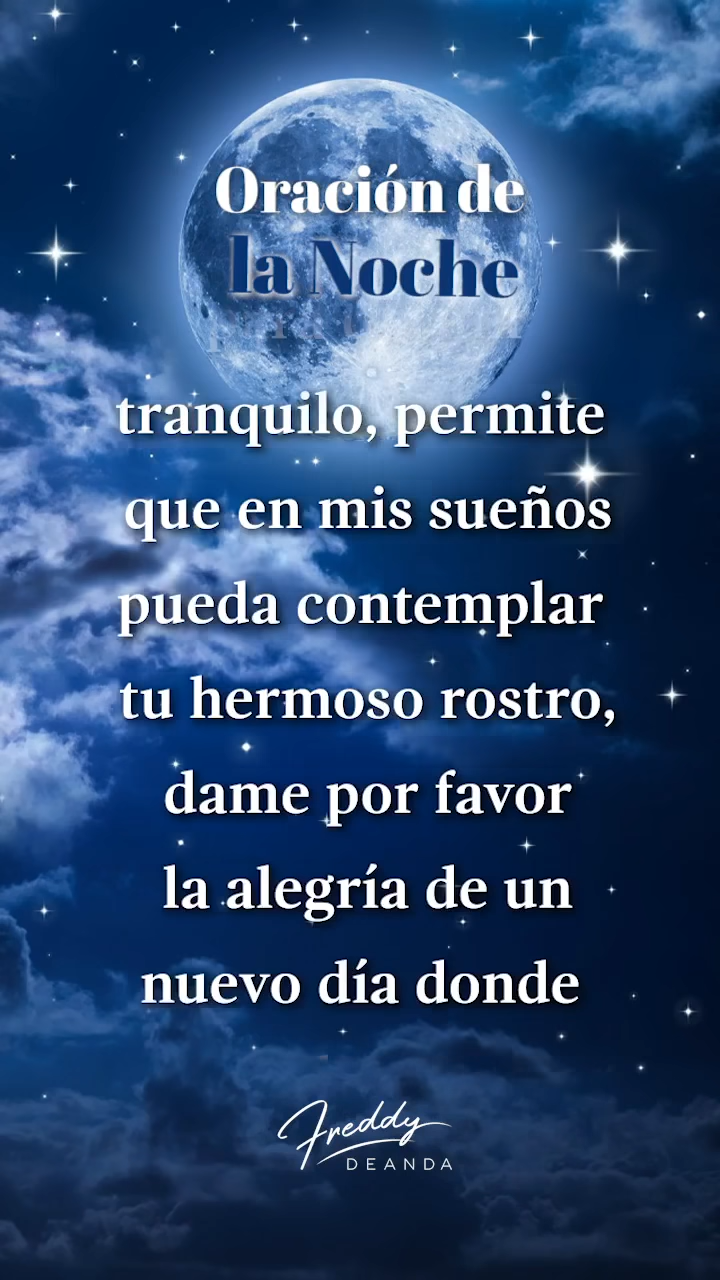 Oración de
la Noche
tranquilo, permite
que en mis sueños
pueda contemplar
tu hermoso rostro,
dame por favor
la alegría de un
nuevo día donde
Freddy
DEANDA